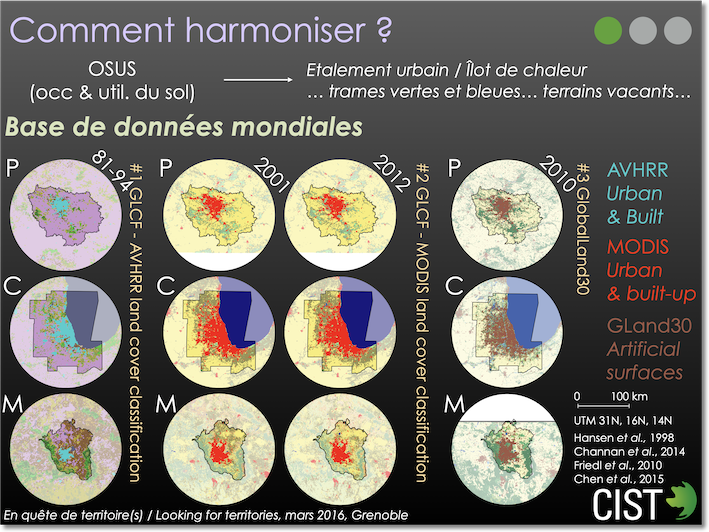 Comment harmoniser ?
OSUS
(occ & util. du sol)
Etalement urbain / Îlot de chaleur
… trames vertes et bleues… terrains vacants…
Base de données mondiales
P
81-94
#1 GLCF - AVHRR land cover classification
P
2001
2012
#2 GLCF - MODIS land cover classification
P
2010
#3 GlobalLand30
AVHRR
Urban
& Built
MODIS
Urban
& built-up
GLand30
Artificial
surfaces
C
C
C
M
M
M
0 100 km
UTM 31N, 16N, 14N
Hansen et al., 1998
Channan et al., 2014
Friedl et al., 2010
Chen et al., 2015
CIST
En quête de territoire(s) / Looking for territories, mars 2016, Grenoble